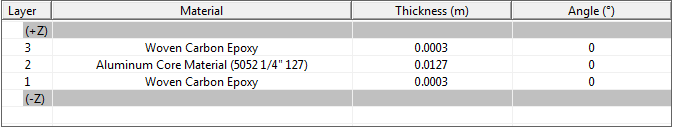 Layer Material Thickness (m) Angle (°)
(+Z)
3 Woven Carbon Epoxy 0.0003 0
2 Aluminum Core Material (5052 1/4" 127) 0.0127 0
1 Woven Carbon Epoxy 0.0003 0
(-Z)